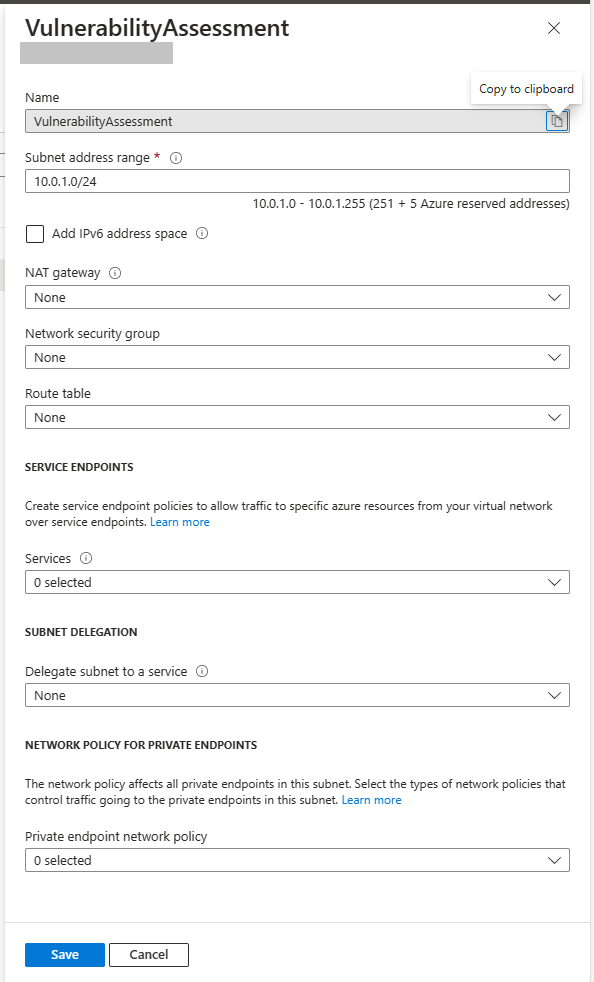 VulnerabilityAssessment
Copy to clipboard
Name
VulnerabilityAssessment
Subnet address range *
10.0.1.0/24
10.0.1.0 - 10.0.1.255 (251 + 5 Azure reserved addresses)
Add IPv6 address space
NAT gateway
None
Network security group
None
Route table
None
SERVICE ENDPOINTS
Create service endpoint policies to allow traffic to specific azure resources from your virtual network
over service endpoints. Learn more
Services
0 selected
SUBNET DELEGATION
Delegate subnet to a service
None
NETWORK POLICY FOR PRIVATE ENDPOINTS
The network policy affects all private endpoints in this subnet. Select the types of network policies that
control traffic going to the private endpoints in this subnet. Learn more
Private endpoint network policy
0 selected
Save
Cancel